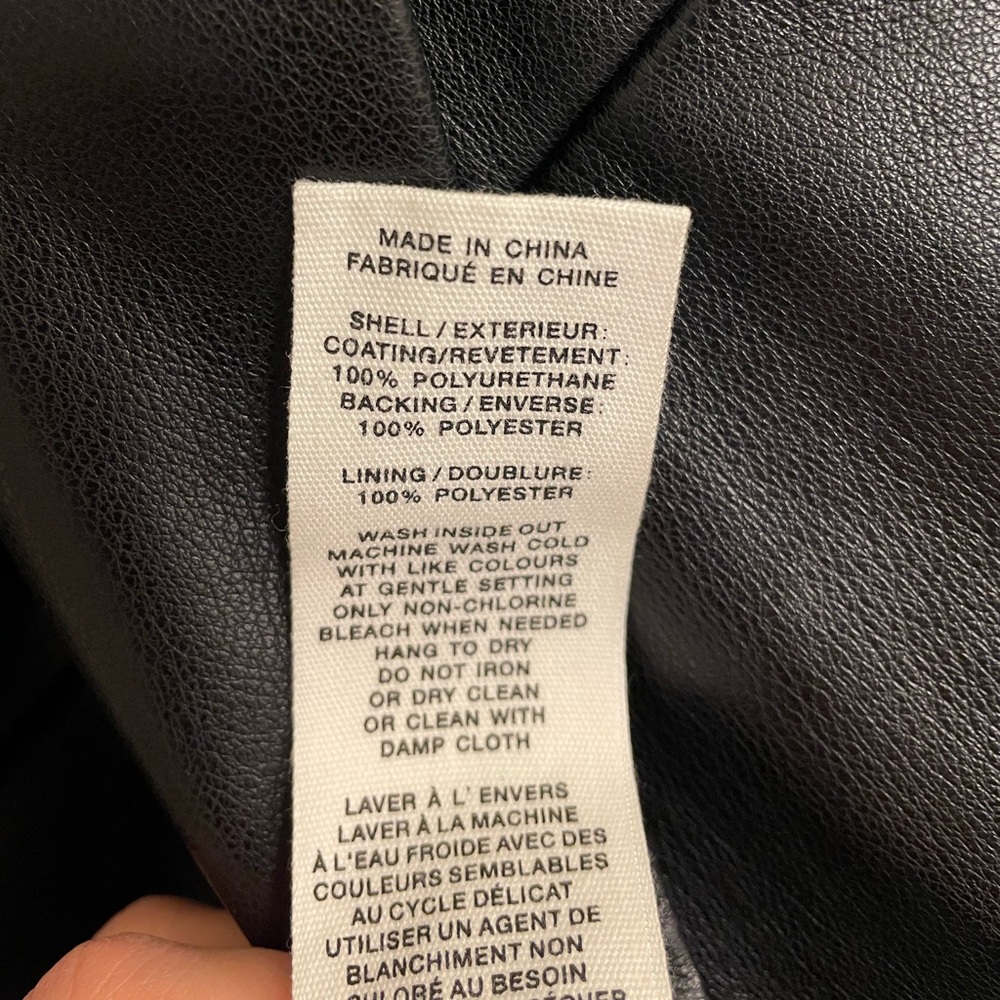 MADE IN CHINA
FABRIQUÉ EN CHINE
SHELL / EXTERIEUR:
COATING/REVETEMENT:
100% POLYURETHANE
BACKING / ENVERSE:
100% POLYESTER
LINING / DOUBLURE:
100% POLYESTER
WASH INSIDE OUT
MACHINE WASH COLD
WITH LIKE COLOURS
AT GENTLE SETTING
ONLY NON-CHLORINE
BLEACH WHEN NEEDED
HANG TO DRY
DO NOT IRON
OR DRY CLEAN
OR CLEAN WITH
DAMP CLOTH
LAVER À L' ENVERS
LAVER À LA MACHINE
À L'EAU FROIDE AVEC DES
COULEURS SEMBLABLES
AU CYCLE DÉLICAT
UTILISER UN AGENT DE
BLANCHIMENT NON
AU BESOIN